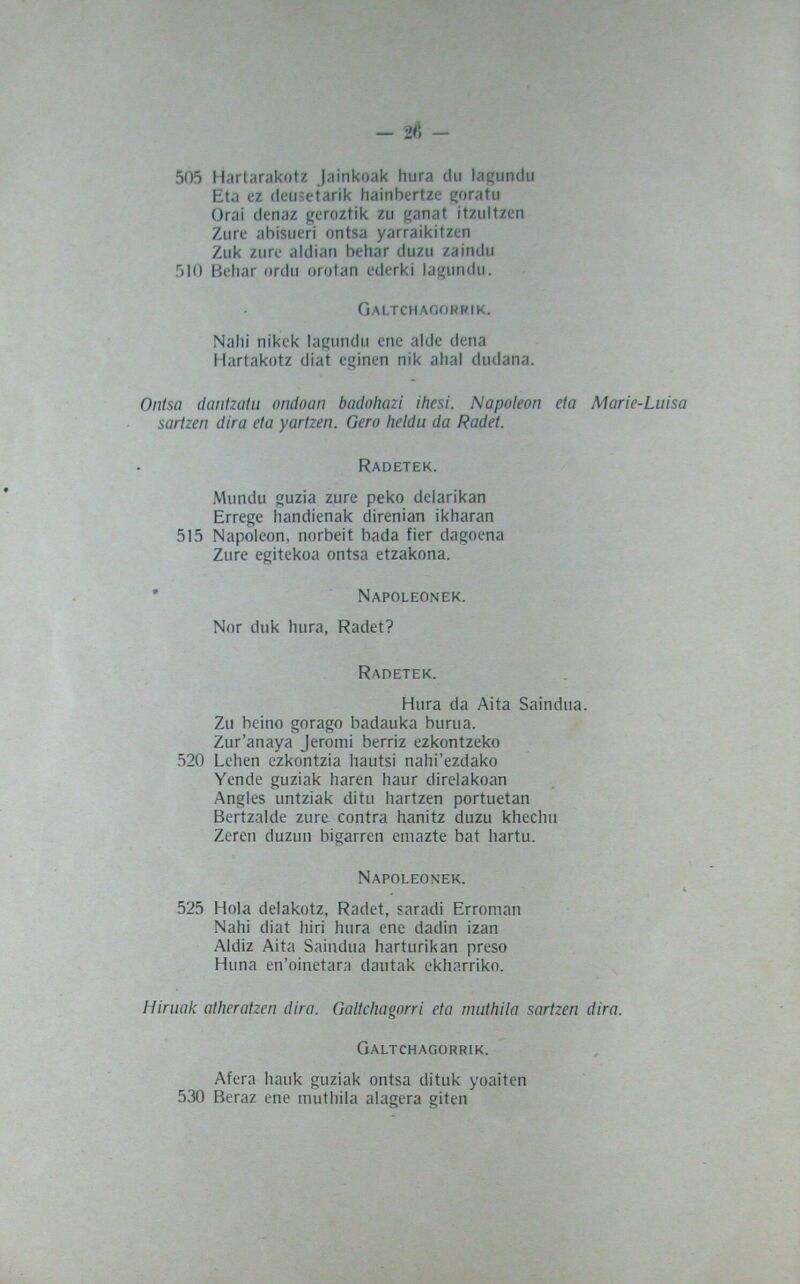 — 26 —
505 Hartarakotz Jainkoak hura du lagundu
Eta ez deusetarik hainbertze goratu
Orai denaz geroztik zu ganat itzultzen
Zure abisueri ontsa yarraikitzen
Zuk zure aldian behar duzu zaindu
510 Behar ordu orotan ederki lagundu.
GALTCHAGORRIK.
Nahi nikek lagundu ene alde dena
Hartakotz diat eginen nik ahal dudana.
Ontsa dantzatu ondoan badohazi ihesi. Napoleon eta Marie-Luisa
sartzen dira eta yartzen. Gero heldu da Radet.
RADETEK.
Mundu guzia zure peko delarikan
Errege handienak direnian ikharan
515 Napoleon, norbeit bada fier dagoena
Zure egitekoa ontsa etzakona.
NAPOLEONEK.
Nor duk hura, Radet?
RADETEK.
Hura da Aita Saindua.
Zu beino gorago badauka burua.
Zur'anaya Jeromi berriz ezkontzeko
520 Lehen ezkontzia hautsi nahi'ezdako
Yende guziak haren haur direlakoan
Angles untziak ditu hartzen portuetan
Bertzalde zure contra hanitz duzu khechu
Zeren duzun bigarren emazte bat hartu.
NAPOLEONEK.
525 Hola delakotz, Radet, saradi Erroman
Nahi diat hiri hura ene dadin izan
Aldiz Aita Saindua harturikan preso
Huna en'oinetara dautak ekharriko.
Hiruak atheratzen dira. Galtchagorri eta muthila sartzen dira.
GALTCHAGORRIK.
Afera hauk guziak ontsa dituk yoaiten
530 Beraz ene muthila alagera giten